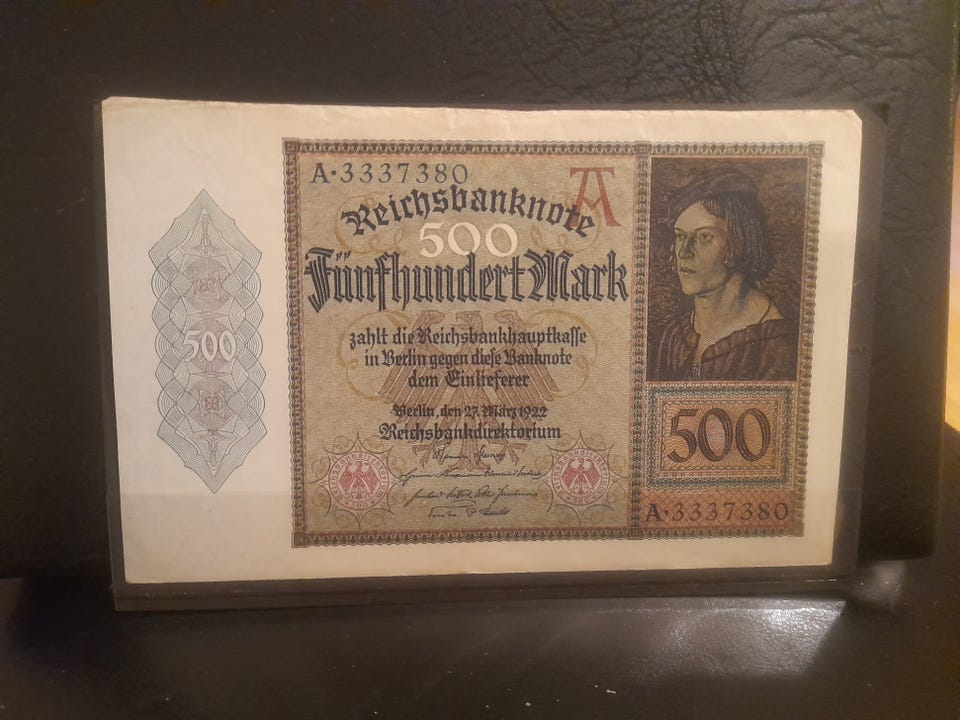 A·3337380
A
Reichsbanknote
500
Fünfhundert Mark
zahlt die Reichsbankhauptkasse
in Berlin gegen diese Banknote
dem Einlieferer
Berlin, den 27. März 1922
Reichsbankdirektorium
500
500
A·3337380